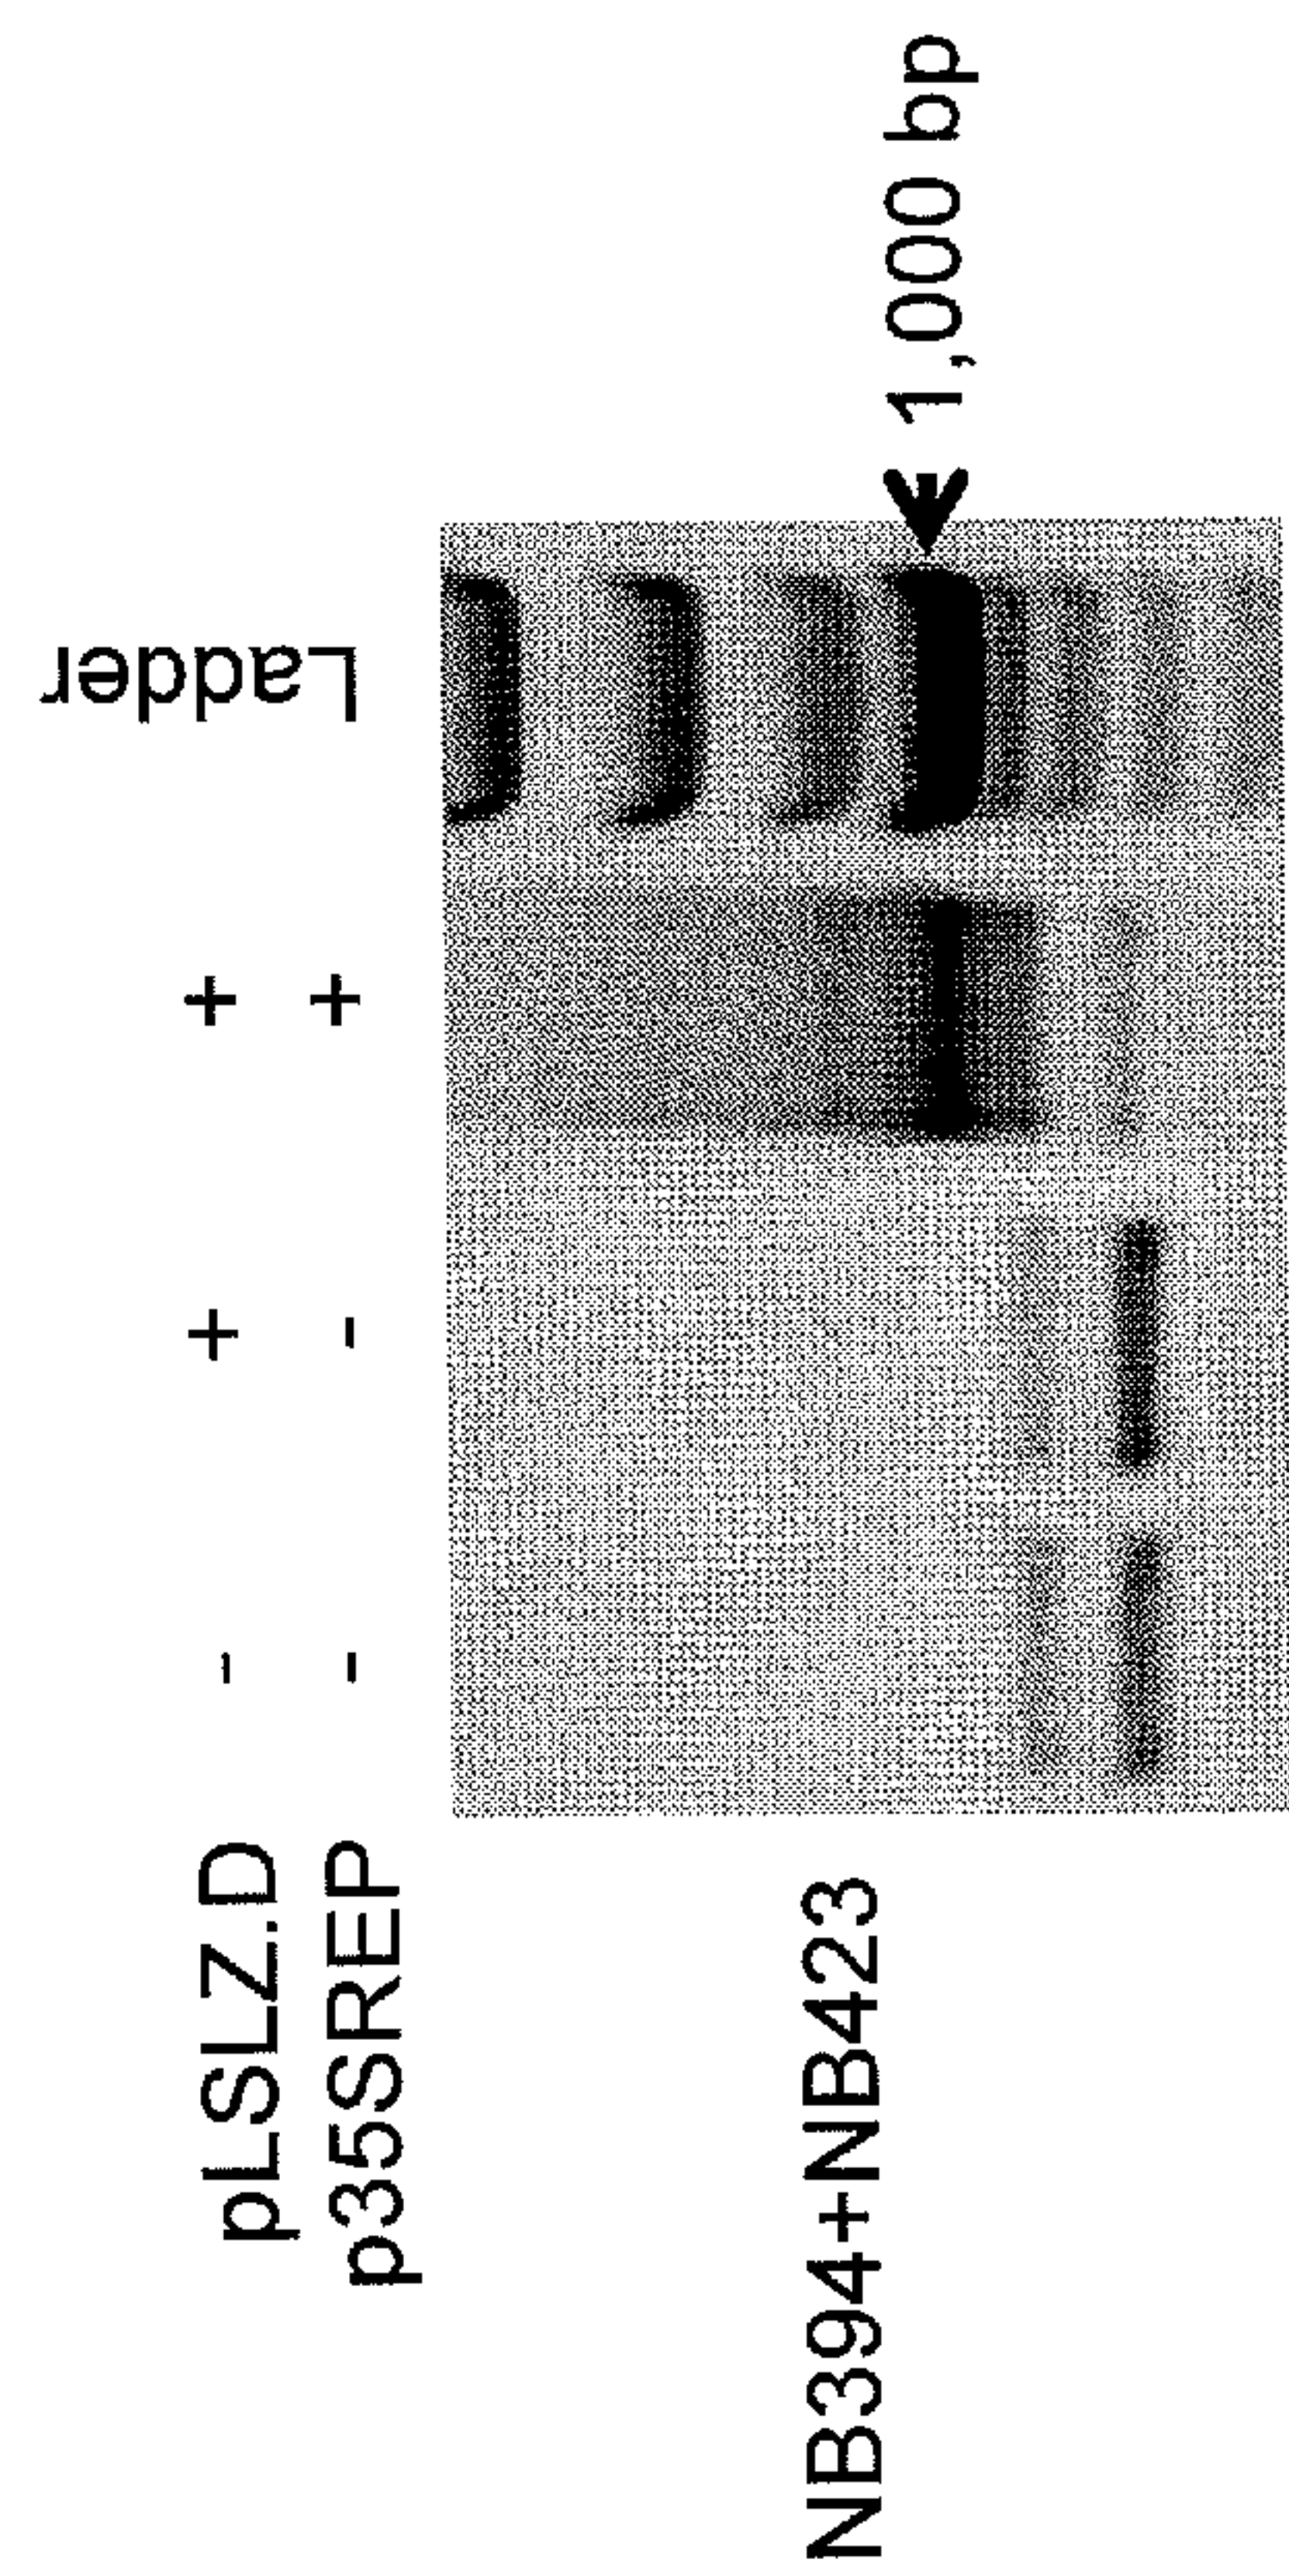 Ladder
pLSLZ.D - + +
p35SREP - - +
NB394+NB423
1,000 bp